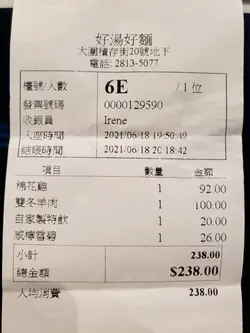 好湯好麵
大圍積存街20號地下
電話: 2813-5077
檯號/人數 6E / 1 位
發票號碼 0000129590
收銀員 Irene
入座時間 2021/06/18 19:50:49
結賬時間 2021/06/18 20:18:42
項目 數量 金額
棉花雞 1 92.00
雙冬羊肉 1 100.00
自家製特飲 1 20.00
咸檸雪碧 1 26.00
小計 238.00
總金額 $238.00
人均消費 238.00